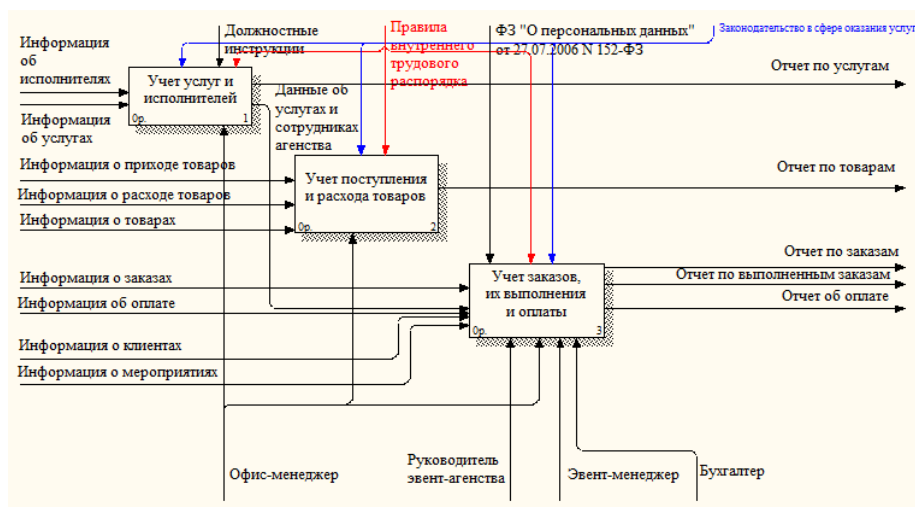 Информация
об
исполнителях
Должностные
инструкции
Правила
внутреннего
трудового
распорядка
ФЗ "О персональных данных"
от 27.07.2006 N 152-ФЗ
Законодательство в сфере оказания услуг
Учет услуг и
исполнителей
0р. 1
Отчет по услугам
Информация
об услугах
Данные об
услугах и
сотрудниках
агенства
Информация о приходе товаров
Информация о расходе товаров
Информация о товарах
Учет поступления
и расхода товаров
0р. 2
Отчет по товарам
Информация о заказах
Информация об оплате
Информация о клиентах
Информация о мероприятиях
Учет заказов,
их выполнения
и оплаты
0р. 3
Отчет по заказам
Отчет по выполненным заказам
Отчет об оплате
Офис-менеджер
Руководитель
эвент-агенства
Эвент-менеджер
Бухгалтер